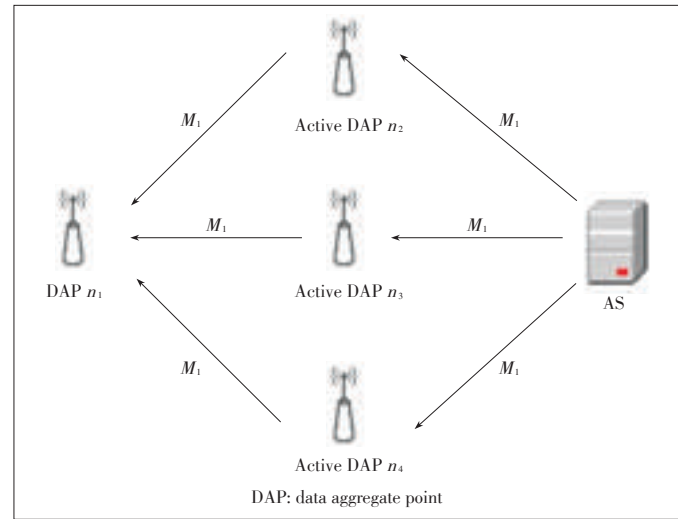 M₁
M₁
Active DAP n₂
M₁
M₁
DAP n₁
Active DAP n₃
AS
M₁
M₁
Active DAP n₄
DAP: data aggregate point